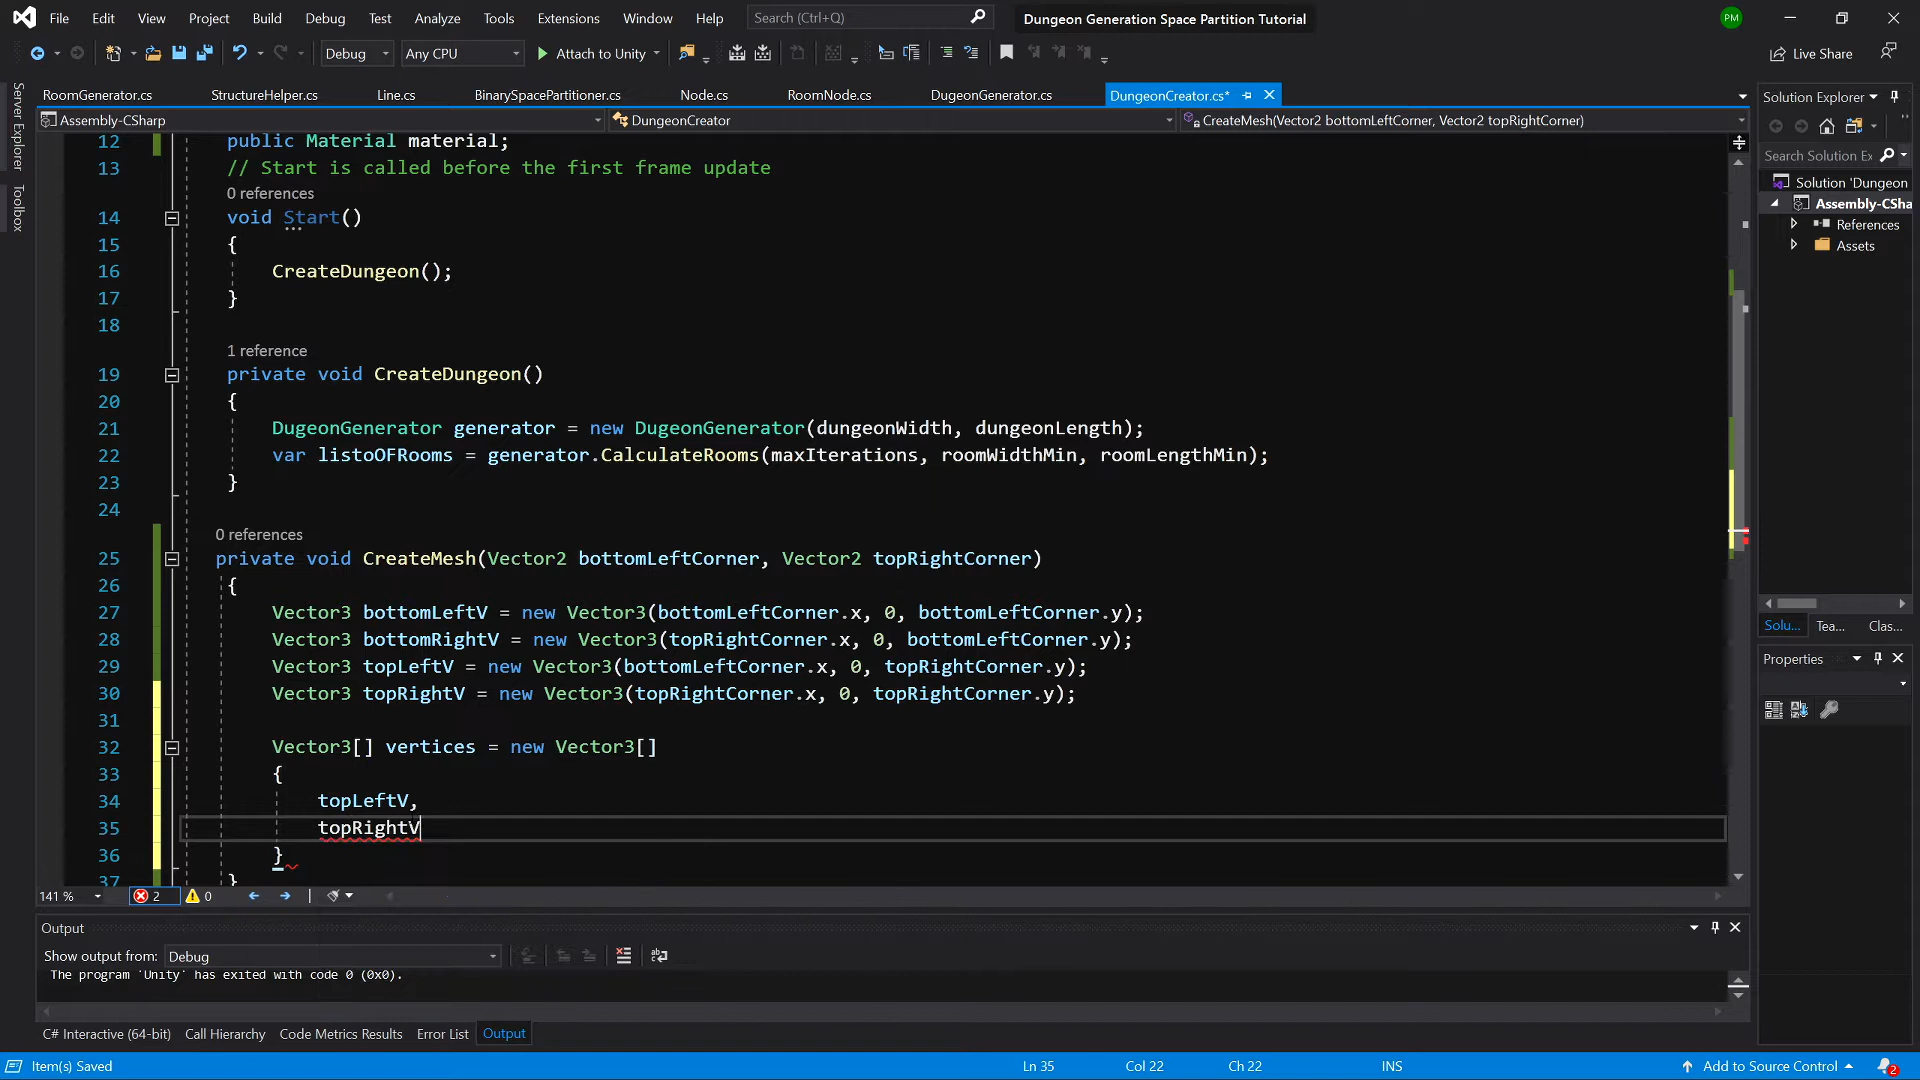 File Edit View Project Build Debug Test Analyze Tools Extensions Window Help Search (Ctrl+Q) Dungeon Generation Space Partition Tutorial PM
Debug Any CPU Attach to Unity Live Share
RoomGenerator.cs StructureHelper.cs Line.cs BinarySpacePartitioner.cs Node.cs RoomNode.cs DugeonGenerator.cs DungeonCreator.cs*
Assembly-CSharp DungeonCreator CreateMesh(Vector2 bottomLeftCorner, Vector2 topRightCorner)
Server Explorer
Toolbox
12 public Material material;
13 // Start is called before the first frame update
0 references
14 void Start()
15 {
16 CreateDungeon();
17 }
18
1 reference
19 private void CreateDungeon()
20 {
21 DugeonGenerator generator = new DugeonGenerator(dungeonWidth, dungeonLength);
22 var listoOFRooms = generator.CalculateRooms(maxIterations, roomWidthMin, roomLengthMin);
23 }
24
0 references
25 private void CreateMesh(Vector2 bottomLeftCorner, Vector2 topRightCorner)
26 {
27 Vector3 bottomLeftV = new Vector3(bottomLeftCorner.x, 0, bottomLeftCorner.y);
28 Vector3 bottomRightV = new Vector3(topRightCorner.x, 0, bottomLeftCorner.y);
29 Vector3 topLeftV = new Vector3(bottomLeftCorner.x, 0, topRightCorner.y);
30 Vector3 topRightV = new Vector3(topRightCorner.x, 0, topRightCorner.y);
31
32 Vector3[] vertices = new Vector3[]
33 {
34 topLeftV,
35 topRightV
36 }
37 }
141 % 2 0
Output
Show output from: Debug
The program 'Unity' has exited with code 0 (0x0).
C# Interactive (64-bit) Call Hierarchy Code Metrics Results Error List Output
Item(s) Saved Ln 35 Col 22 Ch 22 INS Add to Source Control 2
Solution Explorer
Search Solution Ex
Solution 'Dungeon
Assembly-CSha
References
Assets
Solu... Tea... Clas...
Properties